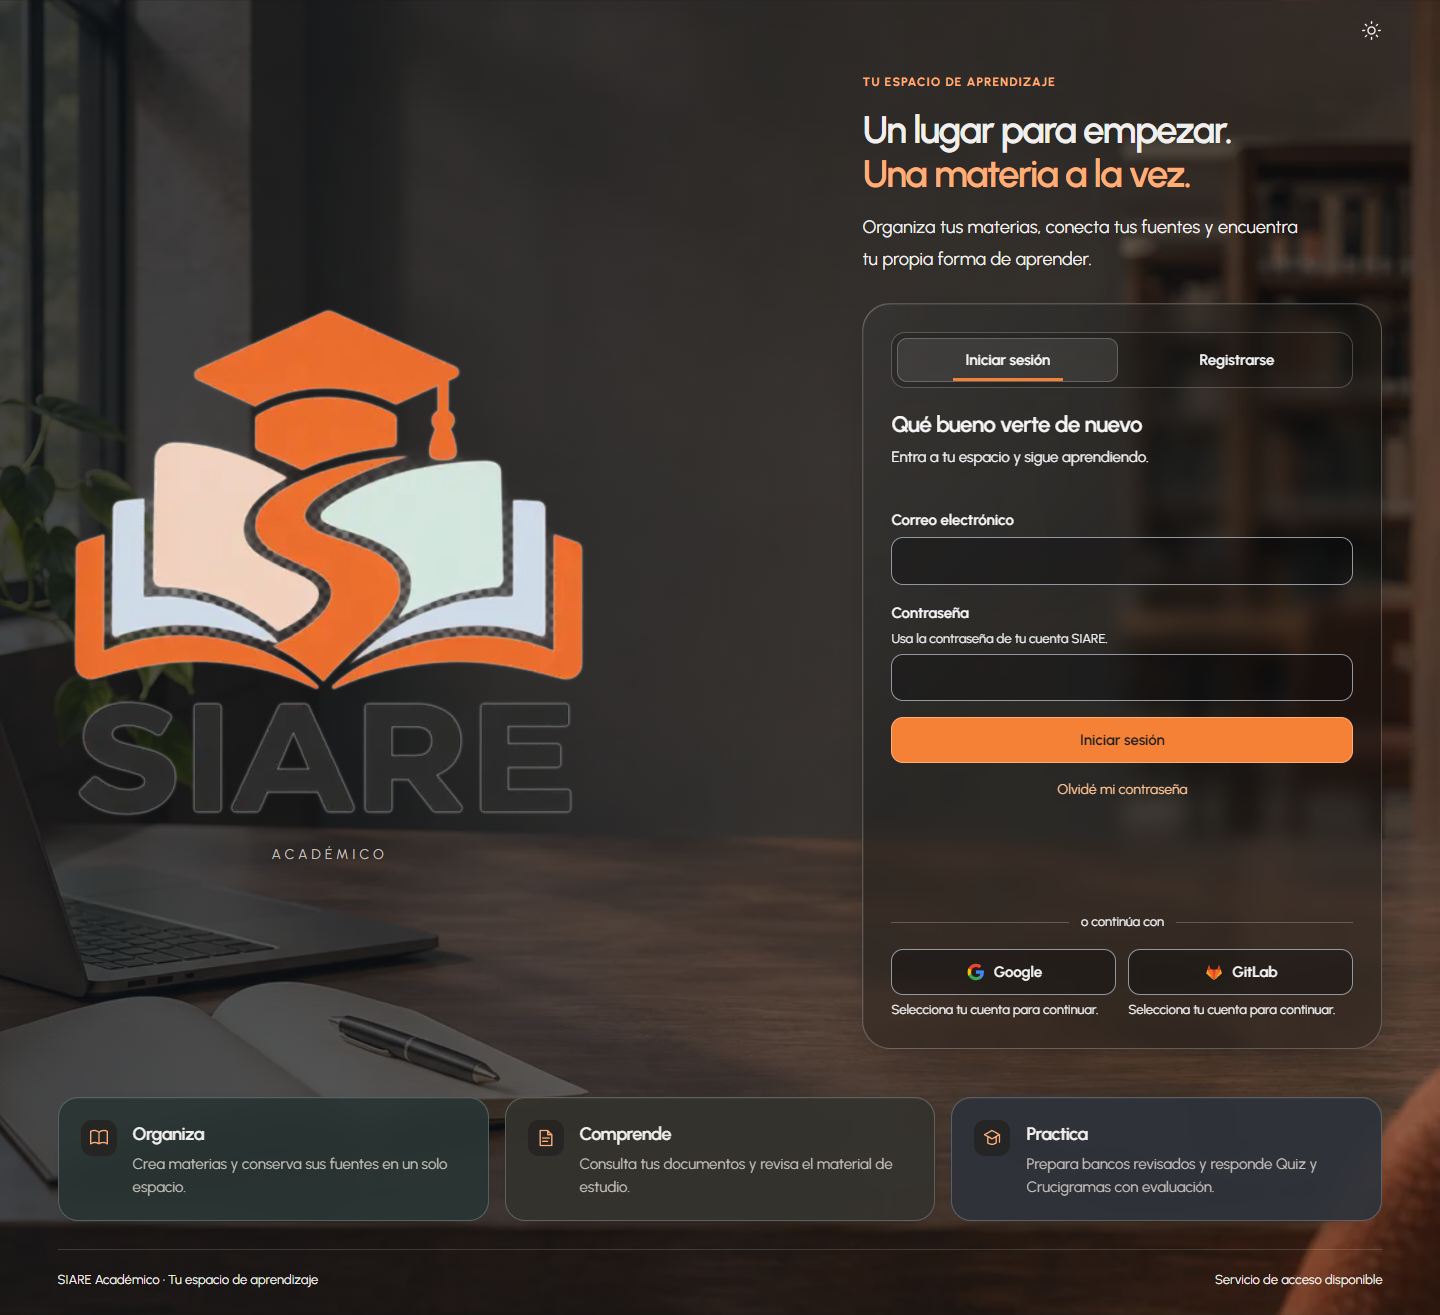 TU ESPACIO DE APRENDIZAJE
Un lugar para empezar.
Una materia a la vez.
Organiza tus materias, conecta tus fuentes y encuentra
tu propia forma de aprender.
SIARE
ACADÉMICO
Iniciar sesión
Registrarse
Qué bueno verte de nuevo
Entra a tu espacio y sigue aprendiendo.
Correo electrónico
Contraseña
Usa la contraseña de tu cuenta SIARE.
Iniciar sesión
Olvidé mi contraseña
o continúa con
Google
GitLab
Selecciona tu cuenta para continuar.
Selecciona tu cuenta para continuar.
Organiza
Crea materias y conserva sus fuentes en un solo
espacio.
Comprende
Consulta tus documentos y revisa el material de
estudio.
Practica
Prepara bancos revisados y responde Quiz y
Crucigramas con evaluación.
SIARE Académico · Tu espacio de aprendizaje
Servicio de acceso disponible